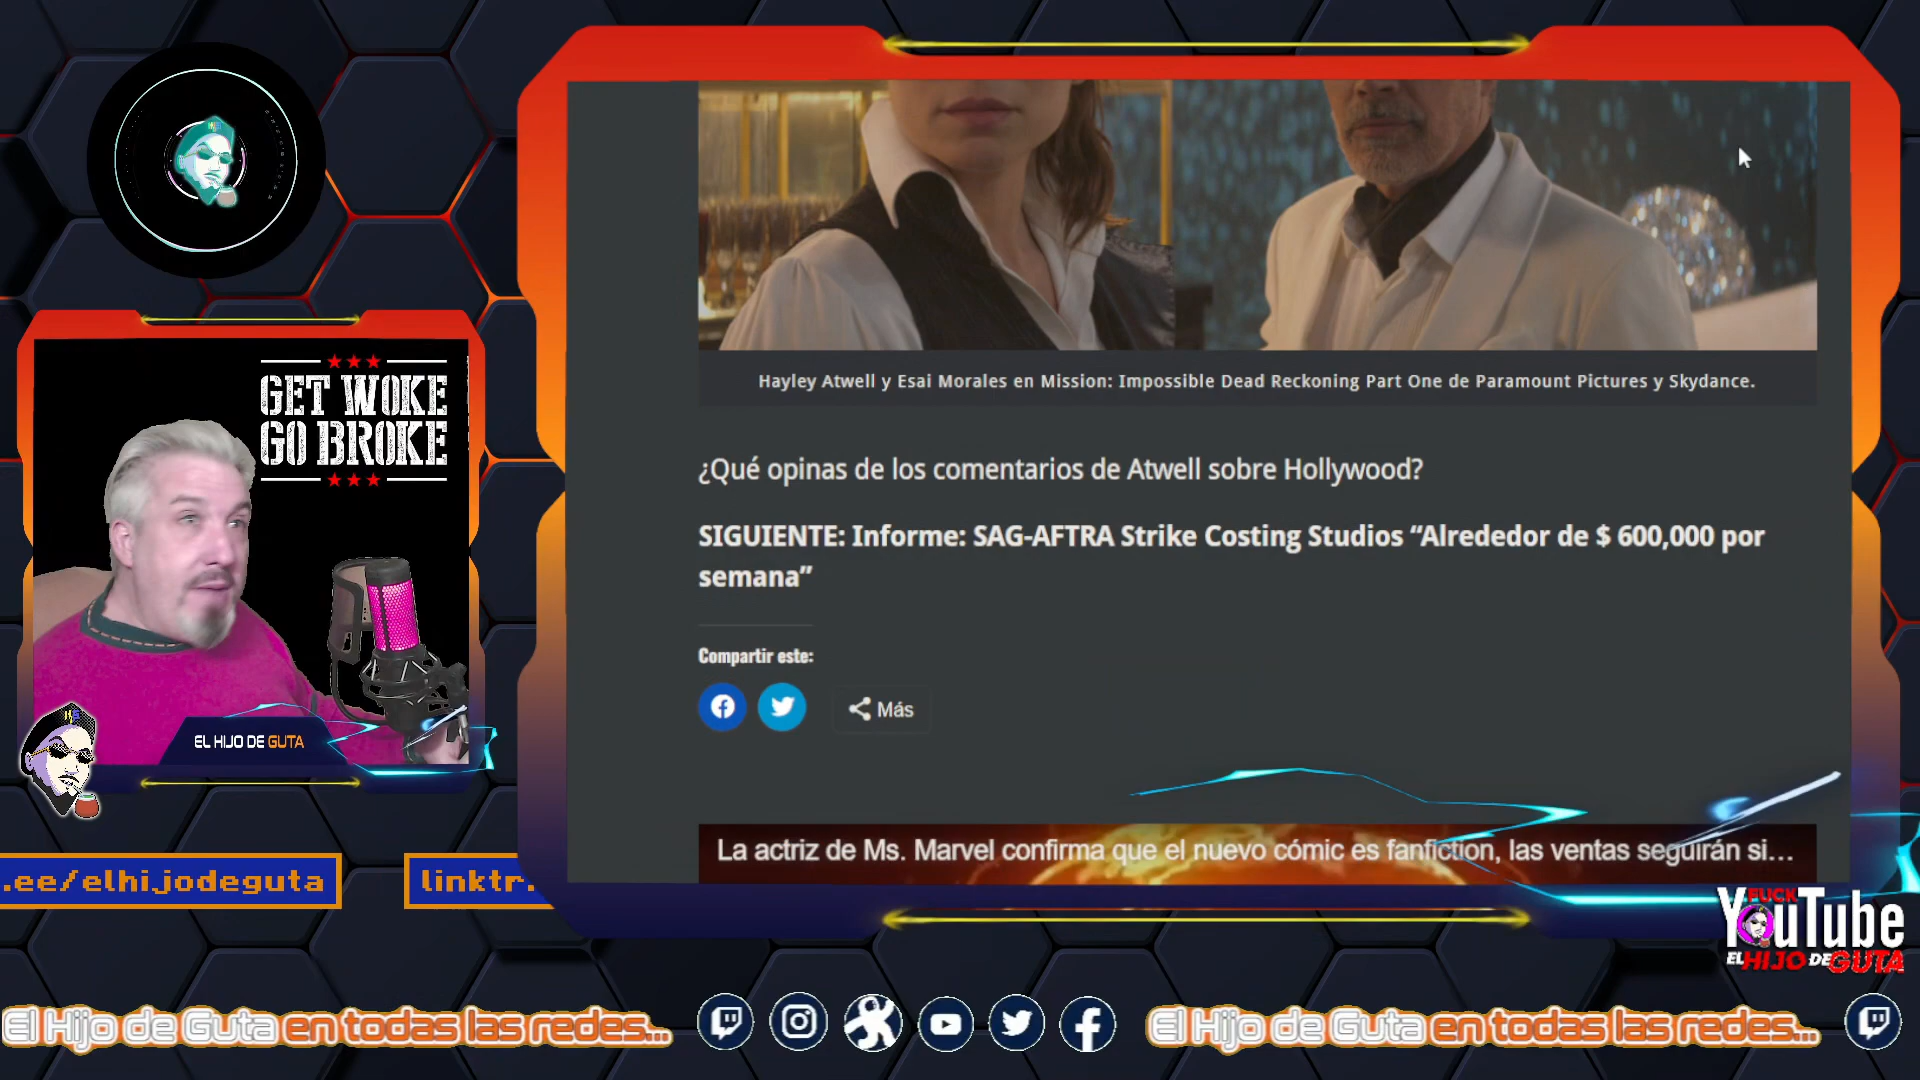 GET WOKE
GO BROKE
EL HIJO DE GUTA
.ee/elhijodeguta
linktr.
Hayley Atwell y Esai Morales en Mission: Impossible Dead Reckoning Part One de Paramount Pictures y Skydance.
¿Qué opinas de los comentarios de Atwell sobre Hollywood?
SIGUIENTE: Informe: SAG-AFTRA Strike Costing Studios “Alrededor de $ 600,000 por
semana”
Compartir este:
Más
La actriz de Ms. Marvel confirma que el nuevo cómic es fanfiction, las ventas seguirán si...
FUCK
YouTube
EL HIJO DE GUTA
El Hijo de Guta en todas las redes...
El Hijo de Guta en todas las redes...